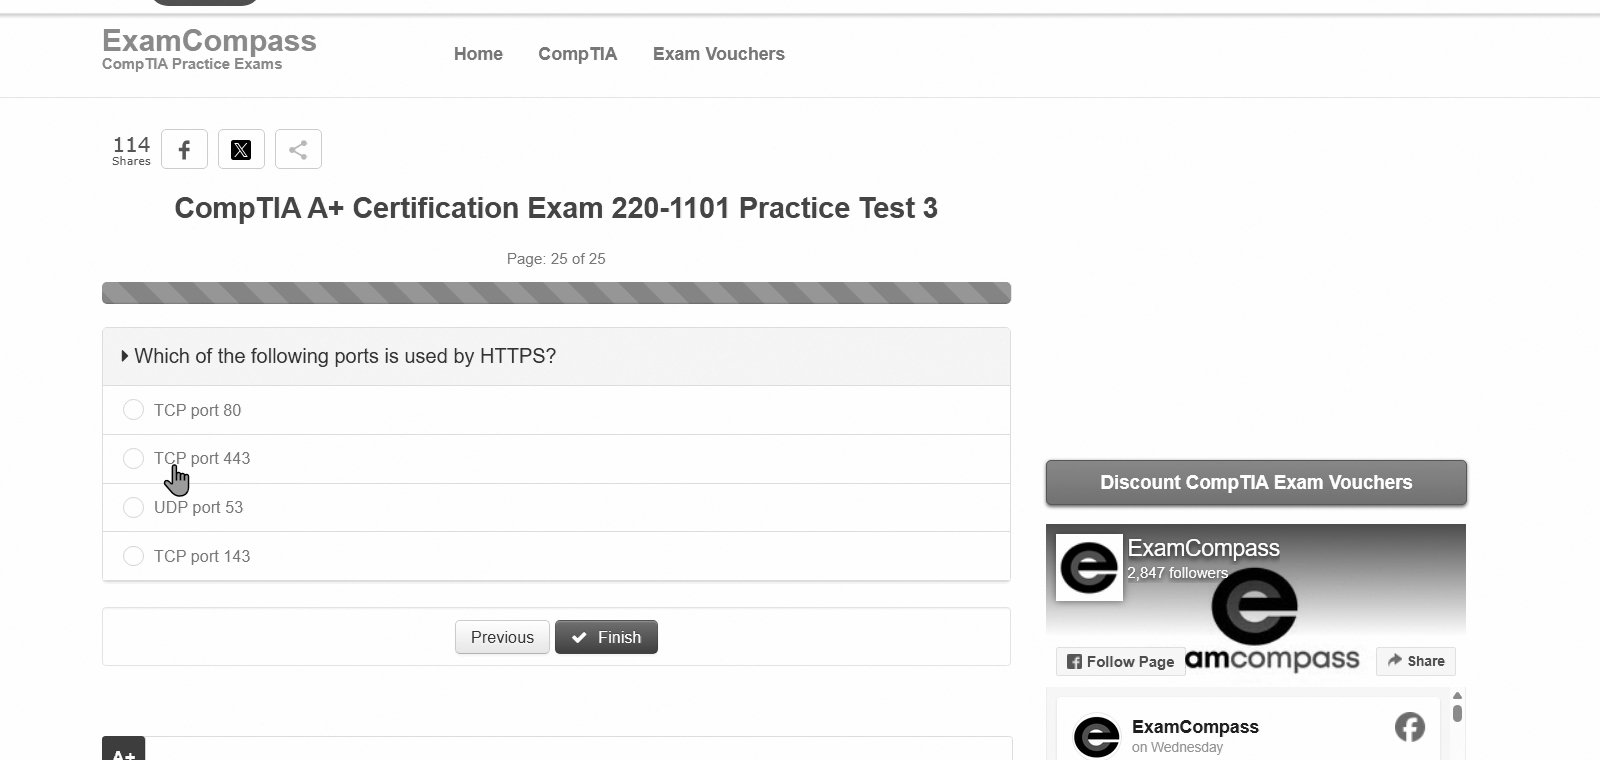 ExamCompass
CompTIA Practice Exams
Home
CompTIA
Exam Vouchers
114
Shares
CompTIA A+ Certification Exam 220-1101 Practice Test 3
Page: 25 of 25
Which of the following ports is used by HTTPS?
TCP port 80
TCP port 443
UDP port 53
TCP port 143
Previous
Finish
A+
Discount CompTIA Exam Vouchers
ExamCompass
2,847 followers
amcompass
Follow Page
Share
ExamCompass
on Wednesday